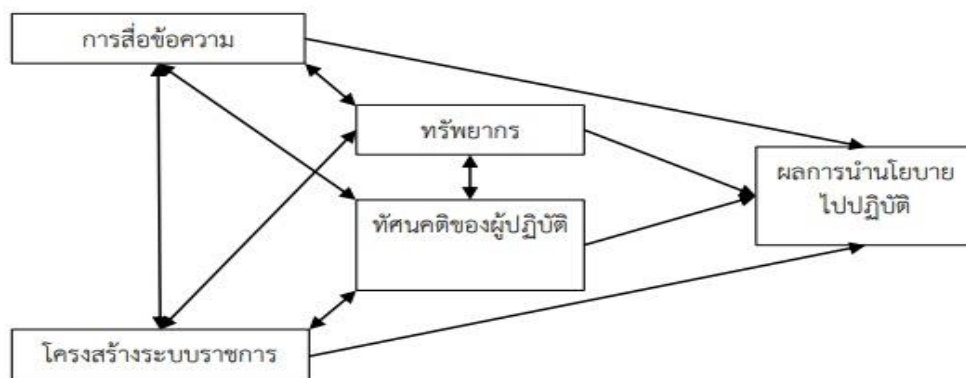 การสื่อข้อความ
ทรัพยากร
ผลการนำนโยบาย
ไปปฏิบัติ
ทัศนคติของผู้ปฏิบัติ
โครงสร้างระบบราชการ